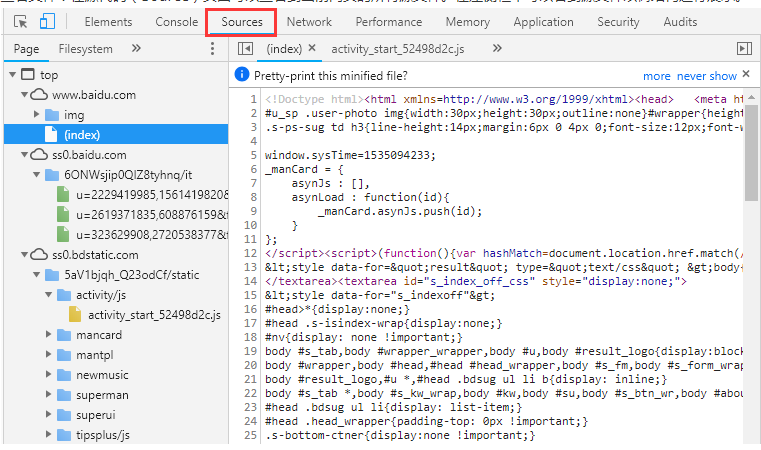 Elements Console Sources Network Performance Memory Application Security Audits
Page Filesystem » (index) × activity_start_52498d2c.js »
top
www.baidu.com
img
(index)
ss0.baidu.com
6ONWsjip0QIZ8tyhnq/it
u=2229419985,1561419820&
u=2619371835,608876159&
u=323629908,2720538377&
ss0.bdstatic.com
5aV1bjqh_Q23odCf/static
activity/js
activity_start_52498d2c.js
mancard
mantpl
newmusic
superman
superui
tipsplus/js
Pretty-print this minified file? more never show ×
1 <!Doctype html><html xmlns=http://www.w3.org/1999/xhtml><head> <meta ht
2 #u_sp .user-photo img{width:30px;height:30px;outline:none}#wrapper{height
3 .s-ps-sug td h3{line-height:14px;margin:6px 0 4px 0;font-size:12px;font-w
4
5 window.sysTime=1535094233;
6 _manCard = {
7 asynJs : [],
8 asynLoad : function(id){
9 _manCard.asynJs.push(id);
10 }
11 };
12 </script><script>(function(){var hashMatch=document.location.href.match(/
13 &lt;style data-for=&quot;result&quot; type=&quot;text/css&quot; &gt;body{
14 </textarea><textarea id="s_index_off_css" style="display:none;">
15 &lt;style data-for="s_indexoff"&gt;
16 #head>*{display:none;}
17 #head .s-isindex-wrap{display:none;}
18 #nv{display: none !important;}
19 body #s_tab,body #wrapper_wrapper,body #u,body #result_logo{display:block
20 body #wrapper,body #head,body #head_wrapper,body #s_fm,body #s_form_wrap
21 body #result_logo,#u *,#head .bdsug ul li b{display: inline;}
22 body #s_tab *,body #s_kw_wrap,body #kw,body #su,body #s_btn_wr,body #abou
23 #head .bdsug ul li{display: list-item;}
24 #head .head_wrapper{padding-top: 0px !important;}
25 .s-bottom-ctner{display:none !important;}